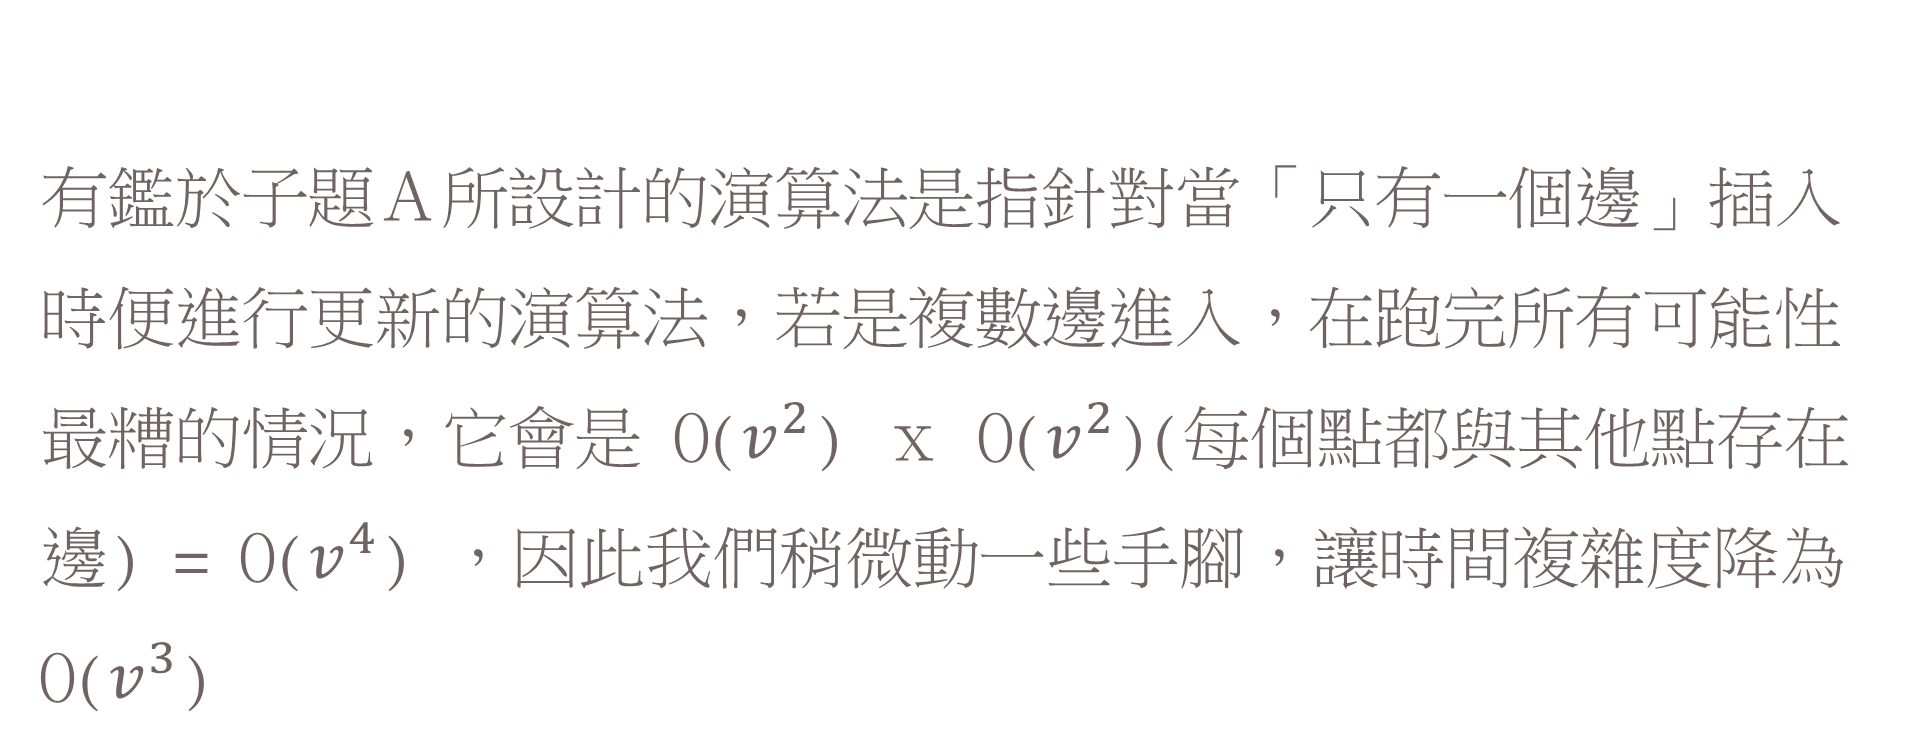 有鑑於子題A所設計的演算法是指針對當「只有一個邊」插入
時便進行更新的演算法，若是複數邊進入，在跑完所有可能性
最糟的情況，它會是 O(𝑣²) x O(𝑣²)(每個點都與其他點存在
邊) = O(𝑣⁴) ，因此我們稍微動一些手腳，讓時間複雜度降為
O(𝑣³)